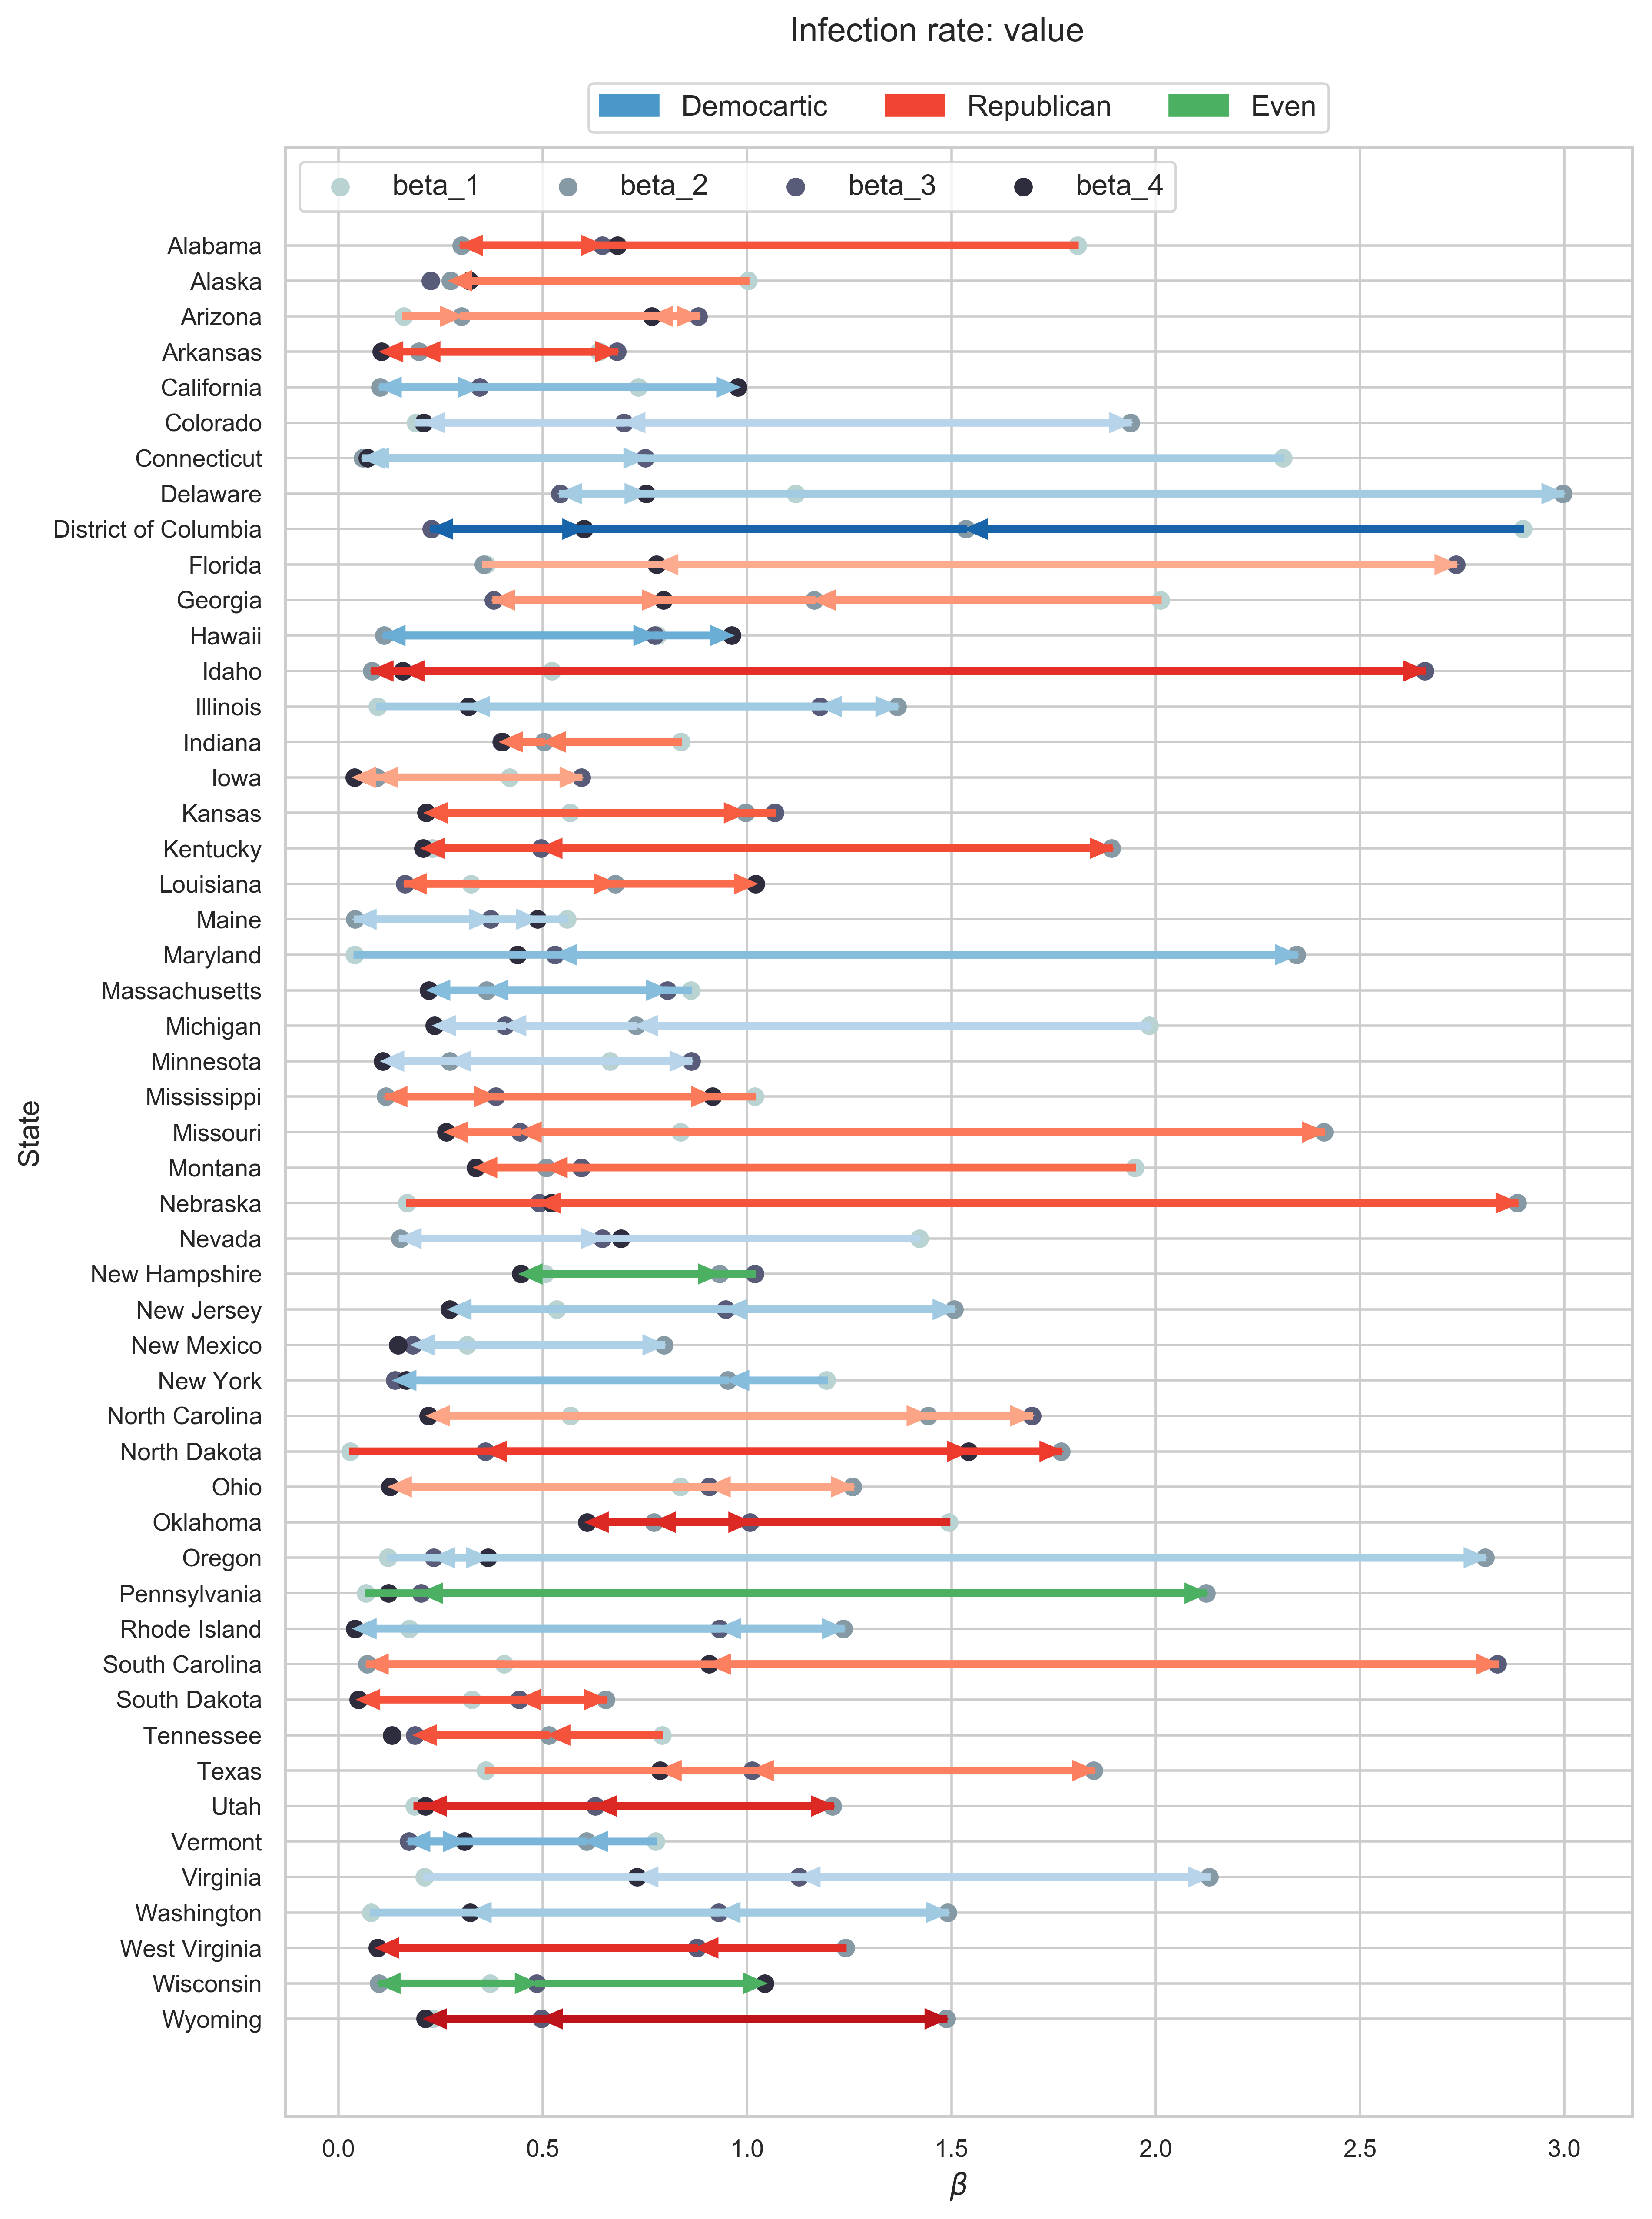 Infection rate: value
Democartic Republican Even
beta_1 beta_2 beta_3 beta_4
Alabama
Alaska
Arizona
Arkansas
California
Colorado
Connecticut
Delaware
District of Columbia
Florida
Georgia
Hawaii
Idaho
Illinois
Indiana
Iowa
Kansas
Kentucky
Louisiana
Maine
Maryland
Massachusetts
Michigan
Minnesota
Mississippi
Missouri
Montana
Nebraska
Nevada
New Hampshire
New Jersey
New Mexico
New York
North Carolina
North Dakota
Ohio
Oklahoma
Oregon
Pennsylvania
Rhode Island
South Carolina
South Dakota
Tennessee
Texas
Utah
Vermont
Virginia
Washington
West Virginia
Wisconsin
Wyoming
State
0.0 0.5 1.0 1.5 2.0 2.5 3.0
β